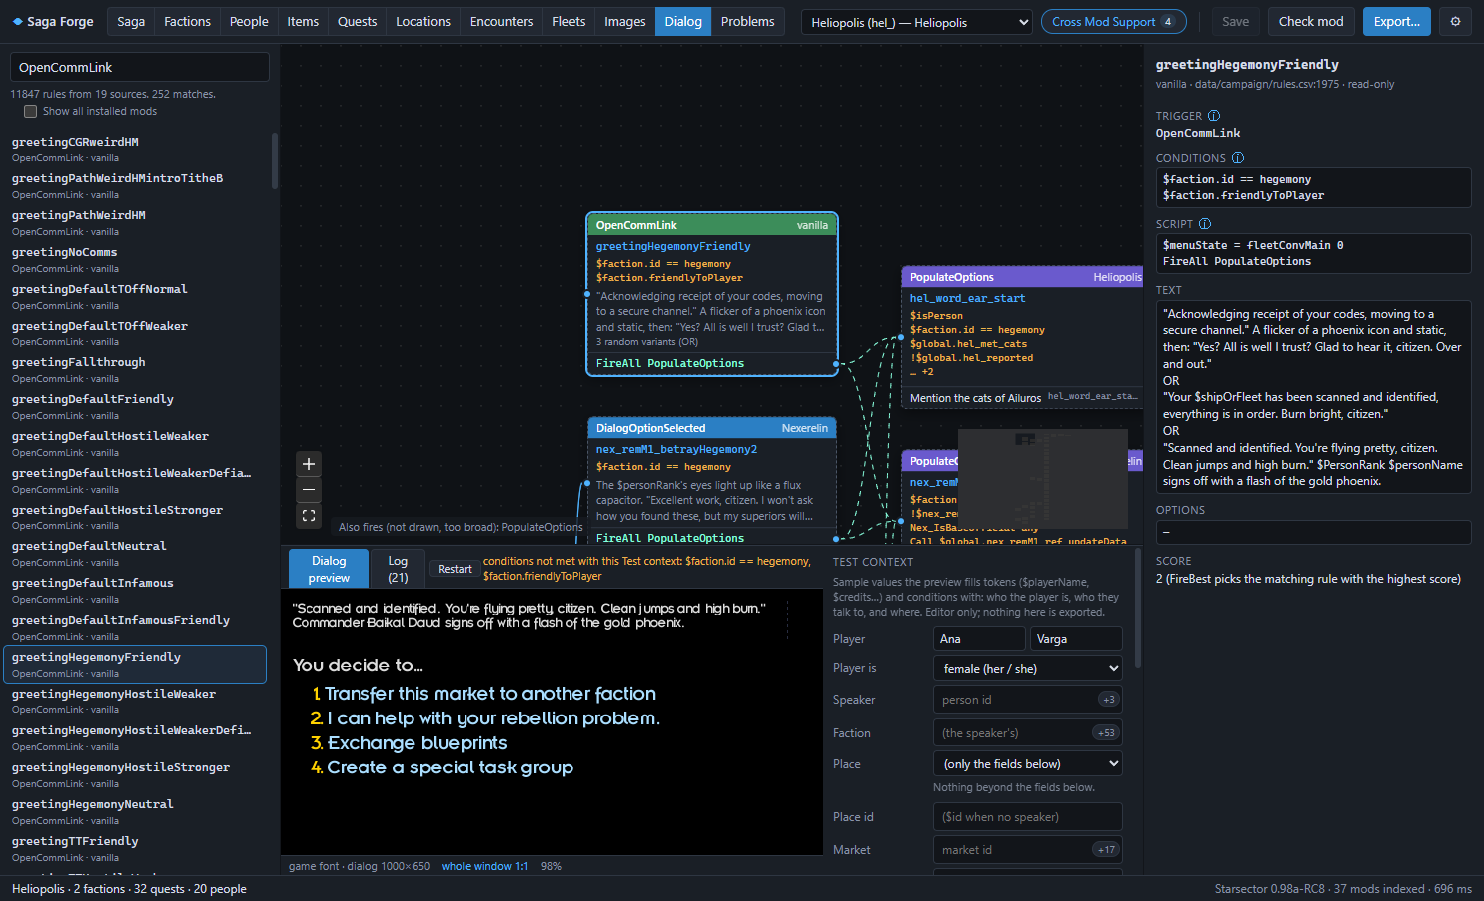 Saga Forge
Saga
Factions
People
Items
Quests
Locations
Encounters
Fleets
Images
Dialog
Problems
Heliopolis (hel_) — Heliopolis
Cross Mod Support 4
Save
Check mod
Export...
OpenCommLink
11847 rules from 19 sources. 252 matches.
Show all installed mods
greetingCGRweirdHM
OpenCommLink · vanilla
greetingPathWeirdHMintroTitheB
OpenCommLink · vanilla
greetingPathWeirdHM
OpenCommLink · vanilla
greetingNoComms
OpenCommLink · vanilla
greetingDefaultTOffNormal
OpenCommLink · vanilla
greetingDefaultTOffWeaker
OpenCommLink · vanilla
greetingFallthrough
OpenCommLink · vanilla
greetingDefaultFriendly
OpenCommLink · vanilla
greetingDefaultHostileWeaker
OpenCommLink · vanilla
greetingDefaultHostileWeakerDefia…
OpenCommLink · vanilla
greetingDefaultHostileStronger
OpenCommLink · vanilla
greetingDefaultNeutral
OpenCommLink · vanilla
greetingDefaultInfamous
OpenCommLink · vanilla
greetingDefaultInfamousFriendly
OpenCommLink · vanilla
greetingHegemonyFriendly
OpenCommLink · vanilla
greetingHegemonyHostileWeaker
OpenCommLink · vanilla
greetingHegemonyHostileWeakerDefi…
OpenCommLink · vanilla
greetingHegemonyHostileStronger
OpenCommLink · vanilla
greetingHegemonyNeutral
OpenCommLink · vanilla
greetingTTFriendly
OpenCommLink · vanilla
OpenCommLink vanilla
greetingHegemonyFriendly
$faction.id == hegemony
$faction.friendlyToPlayer
"Acknowledging receipt of your codes, moving
to a secure channel." A flicker of a phoenix icon
and static, then: "Yes? All is well I trust? Glad t...
3 random variants (OR)
FireAll PopulateOptions
DialogOptionSelected Nexerelin
nex_remM1_betrayHegemony2
$faction.id == hegemony
The $personRank's eyes light up like a flux
capacitor. "Excellent work, citizen. I won't ask
how you found these, but my superiors will...
FireAll PopulateOptions
PopulateOptions Heliopolis
hel_word_ear_start
$isPerson
$faction.id == hegemony
$global.hel_met_cats
!$global.hel_reported
… +2
Mention the cats of Ailuros hel_word_ear_sta…
Also fires (not drawn, too broad): PopulateOptions
Dialog preview
Log (21)
Restart
conditions not met with this Test context: $faction.id == hegemony,
$faction.friendlyToPlayer
"Scanned and identified. You're flying pretty, citizen. Clean jumps and high burn."
Commander Baikal Daud signs off with a flash of the gold phoenix.
You decide to...
1. Transfer this market to another faction
2. I can help with your rebellion problem.
3. Exchange blueprints
4. Create a special task group
game font · dialog 1000×650 whole window 1:1 98%
TEST CONTEXT
Sample values the preview fills tokens ($playerName,
$credits...) and conditions with: who the player is, who they
talk to, and where. Editor only; nothing here is exported.
Player Ana Varga
Player is female (her / she)
Speaker person id +3
Faction (the speaker's) +53
Place (only the fields below)
Nothing beyond the fields below.
Place id ($id when no speaker)
Market market id +17
greetingHegemonyFriendly
vanilla · data/campaign/rules.csv:1975 · read-only
TRIGGER
OpenCommLink
CONDITIONS
$faction.id == hegemony
$faction.friendlyToPlayer
SCRIPT
$menuState = fleetConvMain 0
FireAll PopulateOptions
TEXT
"Acknowledging receipt of your codes, moving to a
secure channel." A flicker of a phoenix icon and static,
then: "Yes? All is well I trust? Glad to hear it, citizen. Over
and out."
OR
"Your $shipOrFleet has been scanned and identified,
everything is in order. Burn bright, citizen."
OR
"Scanned and identified. You're flying pretty, citizen.
Clean jumps and high burn." $PersonRank $personName
signs off with a flash of the gold phoenix.
OPTIONS
—
SCORE
2 (FireBest picks the matching rule with the highest score)
Heliopolis · 2 factions · 32 quests · 20 people
Starsector 0.98a-RC8 · 37 mods indexed · 696 ms